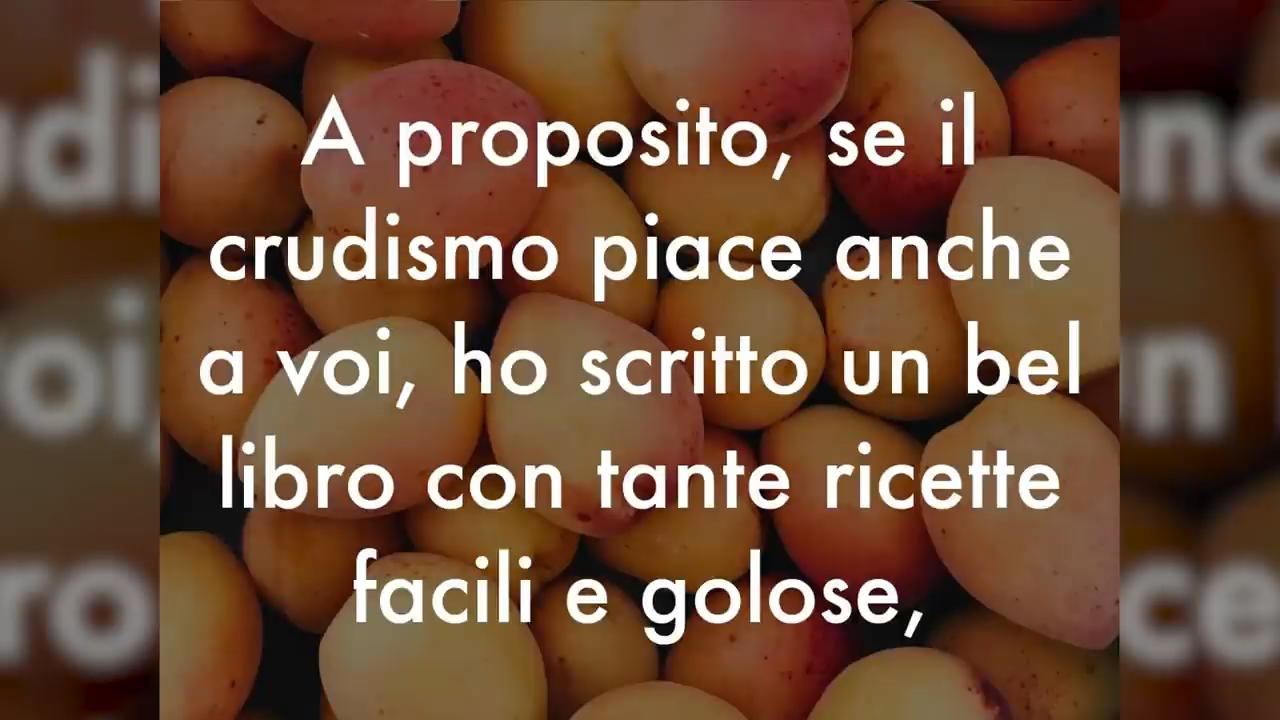 A proposito, se il
crudismo piace anche
a voi, ho scritto un bel
libro con tante ricette
facili e golose,